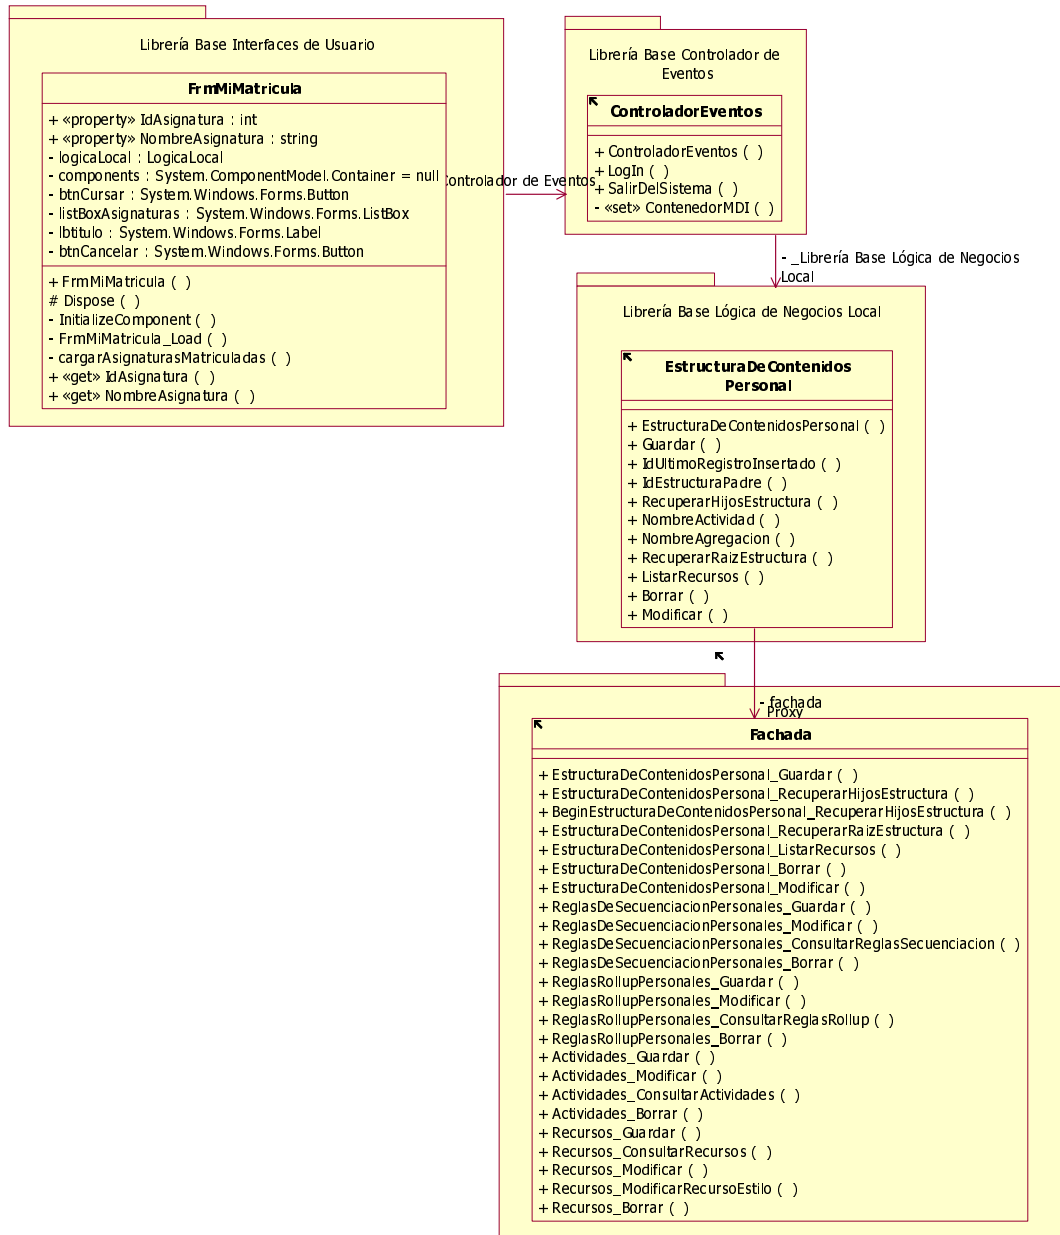 Librería Base Interfaces de Usuario
FrmMiMatricula
+ «property» IdAsignatura : int
+ «property» NombreAsignatura : string
- logicaLocal : LogicaLocal
- components : System.ComponentModel.Container = null
- btnCursar : System.Windows.Forms.Button
- listBoxAsignaturas : System.Windows.Forms.ListBox
- lbtitulo : System.Windows.Forms.Label
- btnCancelar : System.Windows.Forms.Button
+ FrmMiMatricula ( )
# Dispose ( )
- InitializeComponent ( )
- FrmMiMatricula_Load ( )
- cargarAsignaturasMatriculadas ( )
+ «get» IdAsignatura ( )
+ «get» NombreAsignatura ( )
ontrolador de Eventos
Librería Base Controlador de
Eventos
ControladorEventos
+ ControladorEventos ( )
+ LogIn ( )
+ SalirDelSistema ( )
- «set» ContenedorMDI ( )
- _Librería Base Lógica de Negocios
Local
Librería Base Lógica de Negocios Local
EstructuraDeContenidos
Personal
+ EstructuraDeContenidosPersonal ( )
+ Guardar ( )
+ IdUltimoRegistroInsertado ( )
+ IdEstructuraPadre ( )
+ RecuperarHijosEstructura ( )
+ NombreActividad ( )
+ NombreAgregacion ( )
+ RecuperarRaizEstructura ( )
+ ListarRecursos ( )
+ Borrar ( )
+ Modificar ( )
- fachada
Proxy
Fachada
+ EstructuraDeContenidosPersonal_Guardar ( )
+ EstructuraDeContenidosPersonal_RecuperarHijosEstructura ( )
+ BeginEstructuraDeContenidosPersonal_RecuperarHijosEstructura ( )
+ EstructuraDeContenidosPersonal_RecuperarRaizEstructura ( )
+ EstructuraDeContenidosPersonal_ListarRecursos ( )
+ EstructuraDeContenidosPersonal_Borrar ( )
+ EstructuraDeContenidosPersonal_Modificar ( )
+ ReglasDeSecuenciacionPersonales_Guardar ( )
+ ReglasDeSecuenciacionPersonales_Modificar ( )
+ ReglasDeSecuenciacionPersonales_ConsultarReglasSecuenciacion ( )
+ ReglasDeSecuenciacionPersonales_Borrar ( )
+ ReglasRollupPersonales_Guardar ( )
+ ReglasRollupPersonales_Modificar ( )
+ ReglasRollupPersonales_ConsultarReglasRollup ( )
+ ReglasRollupPersonales_Borrar ( )
+ Actividades_Guardar ( )
+ Actividades_Modificar ( )
+ Actividades_ConsultarActividades ( )
+ Actividades_Borrar ( )
+ Recursos_Guardar ( )
+ Recursos_ConsultarRecursos ( )
+ Recursos_Modificar ( )
+ Recursos_ModificarRecursoEstilo ( )
+ Recursos_Borrar ( )